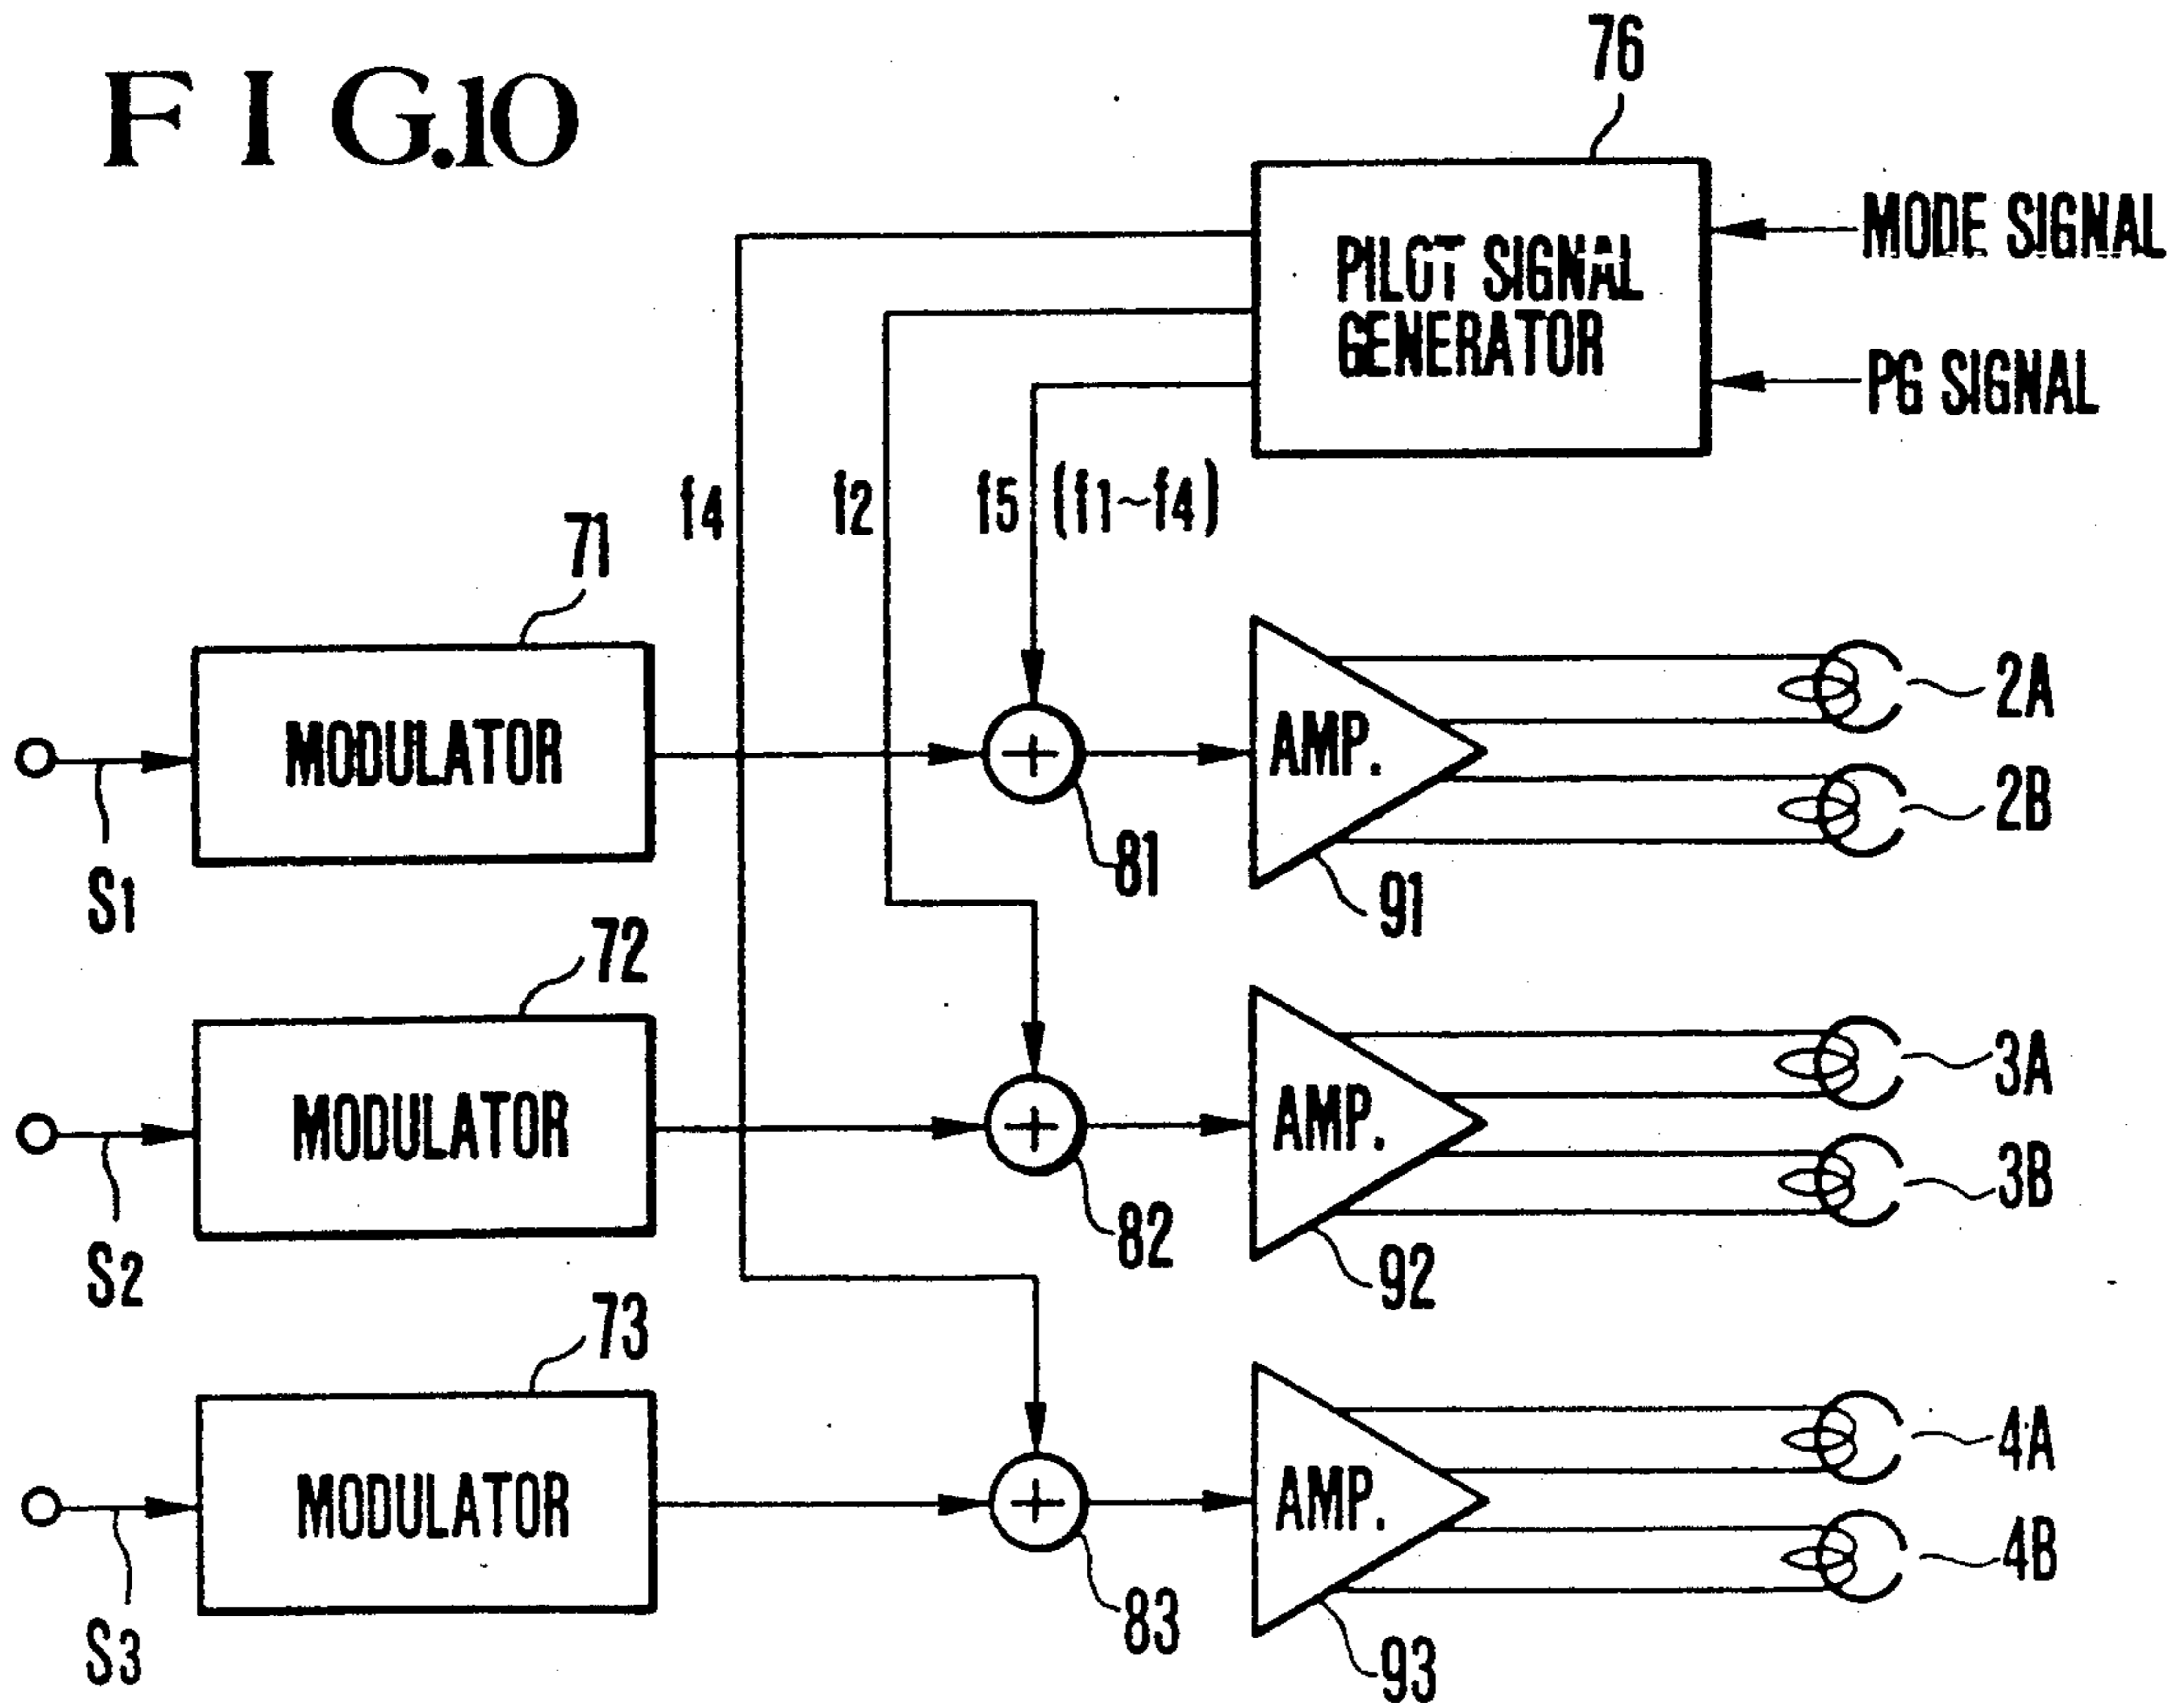 FIG.10
76
MODE SIGNAL
PILOT SIGNAL
GENERATOR
PG SIGNAL
f4
f2
f5 (f1~f4)
71
MODULATOR
S1
81
AMP.
91
2A
2B
72
MODULATOR
S2
82
AMP.
92
3A
3B
73
MODULATOR
S3
83
AMP.
93
4A
4B